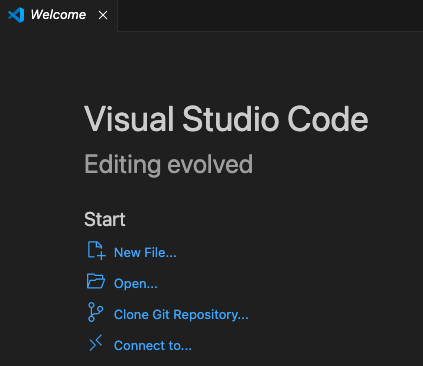 Welcome
Visual Studio Code
Editing evolved
Start
New File...
Open...
Clone Git Repository...
Connect to...